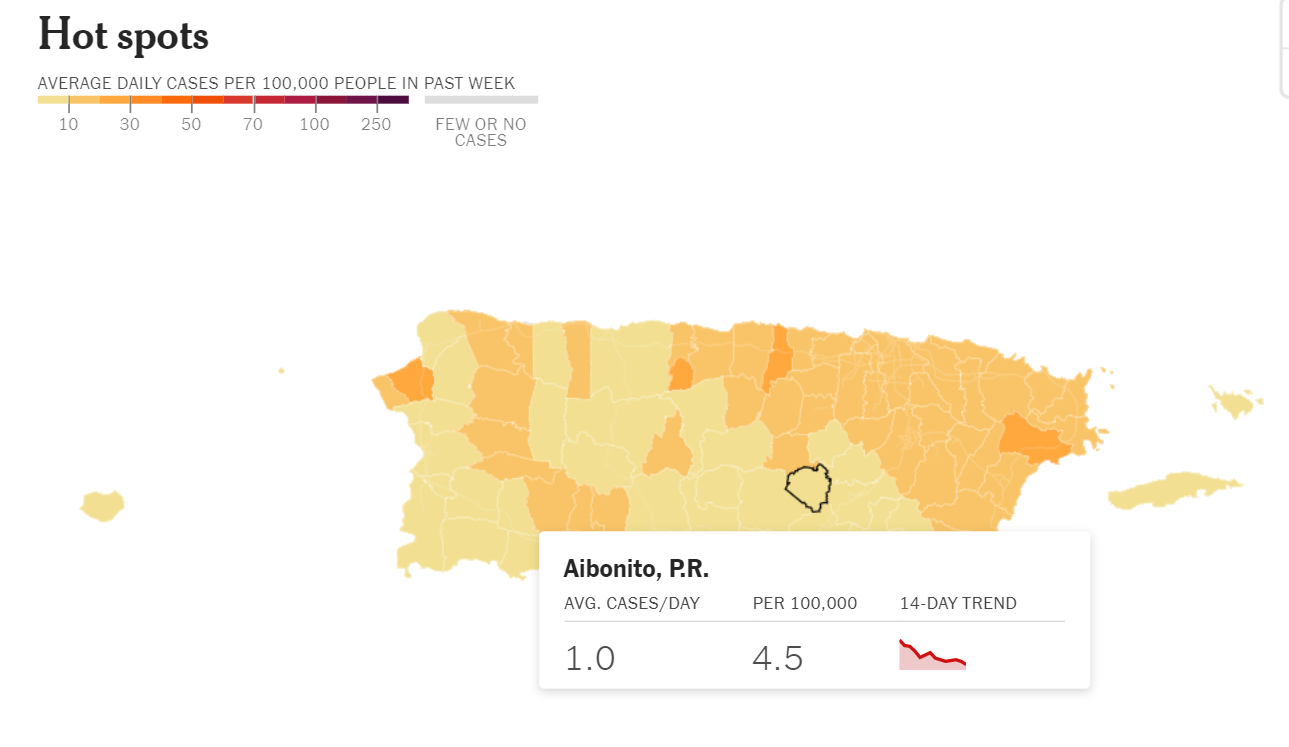 Hot spots
AVERAGE DAILY CASES PER 100,000 PEOPLE IN PAST WEEK
10 30 50 70 100 250 FEW OR NO
CASES
Aibonito, P.R.
AVG. CASES/DAY PER 100,000 14-DAY TREND
1.0 4.5